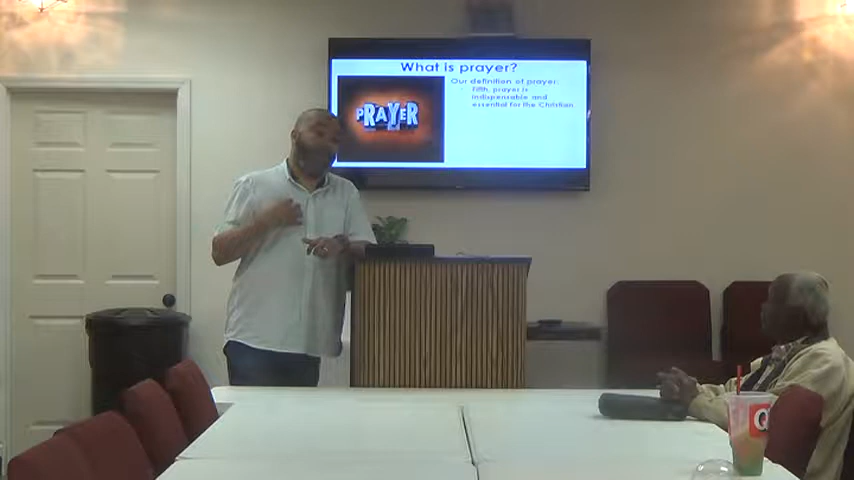 What is prayer?
Our definition of prayer:
Fifth, prayer is
indispensable and
essential for the Christian.
PRAYER
Q